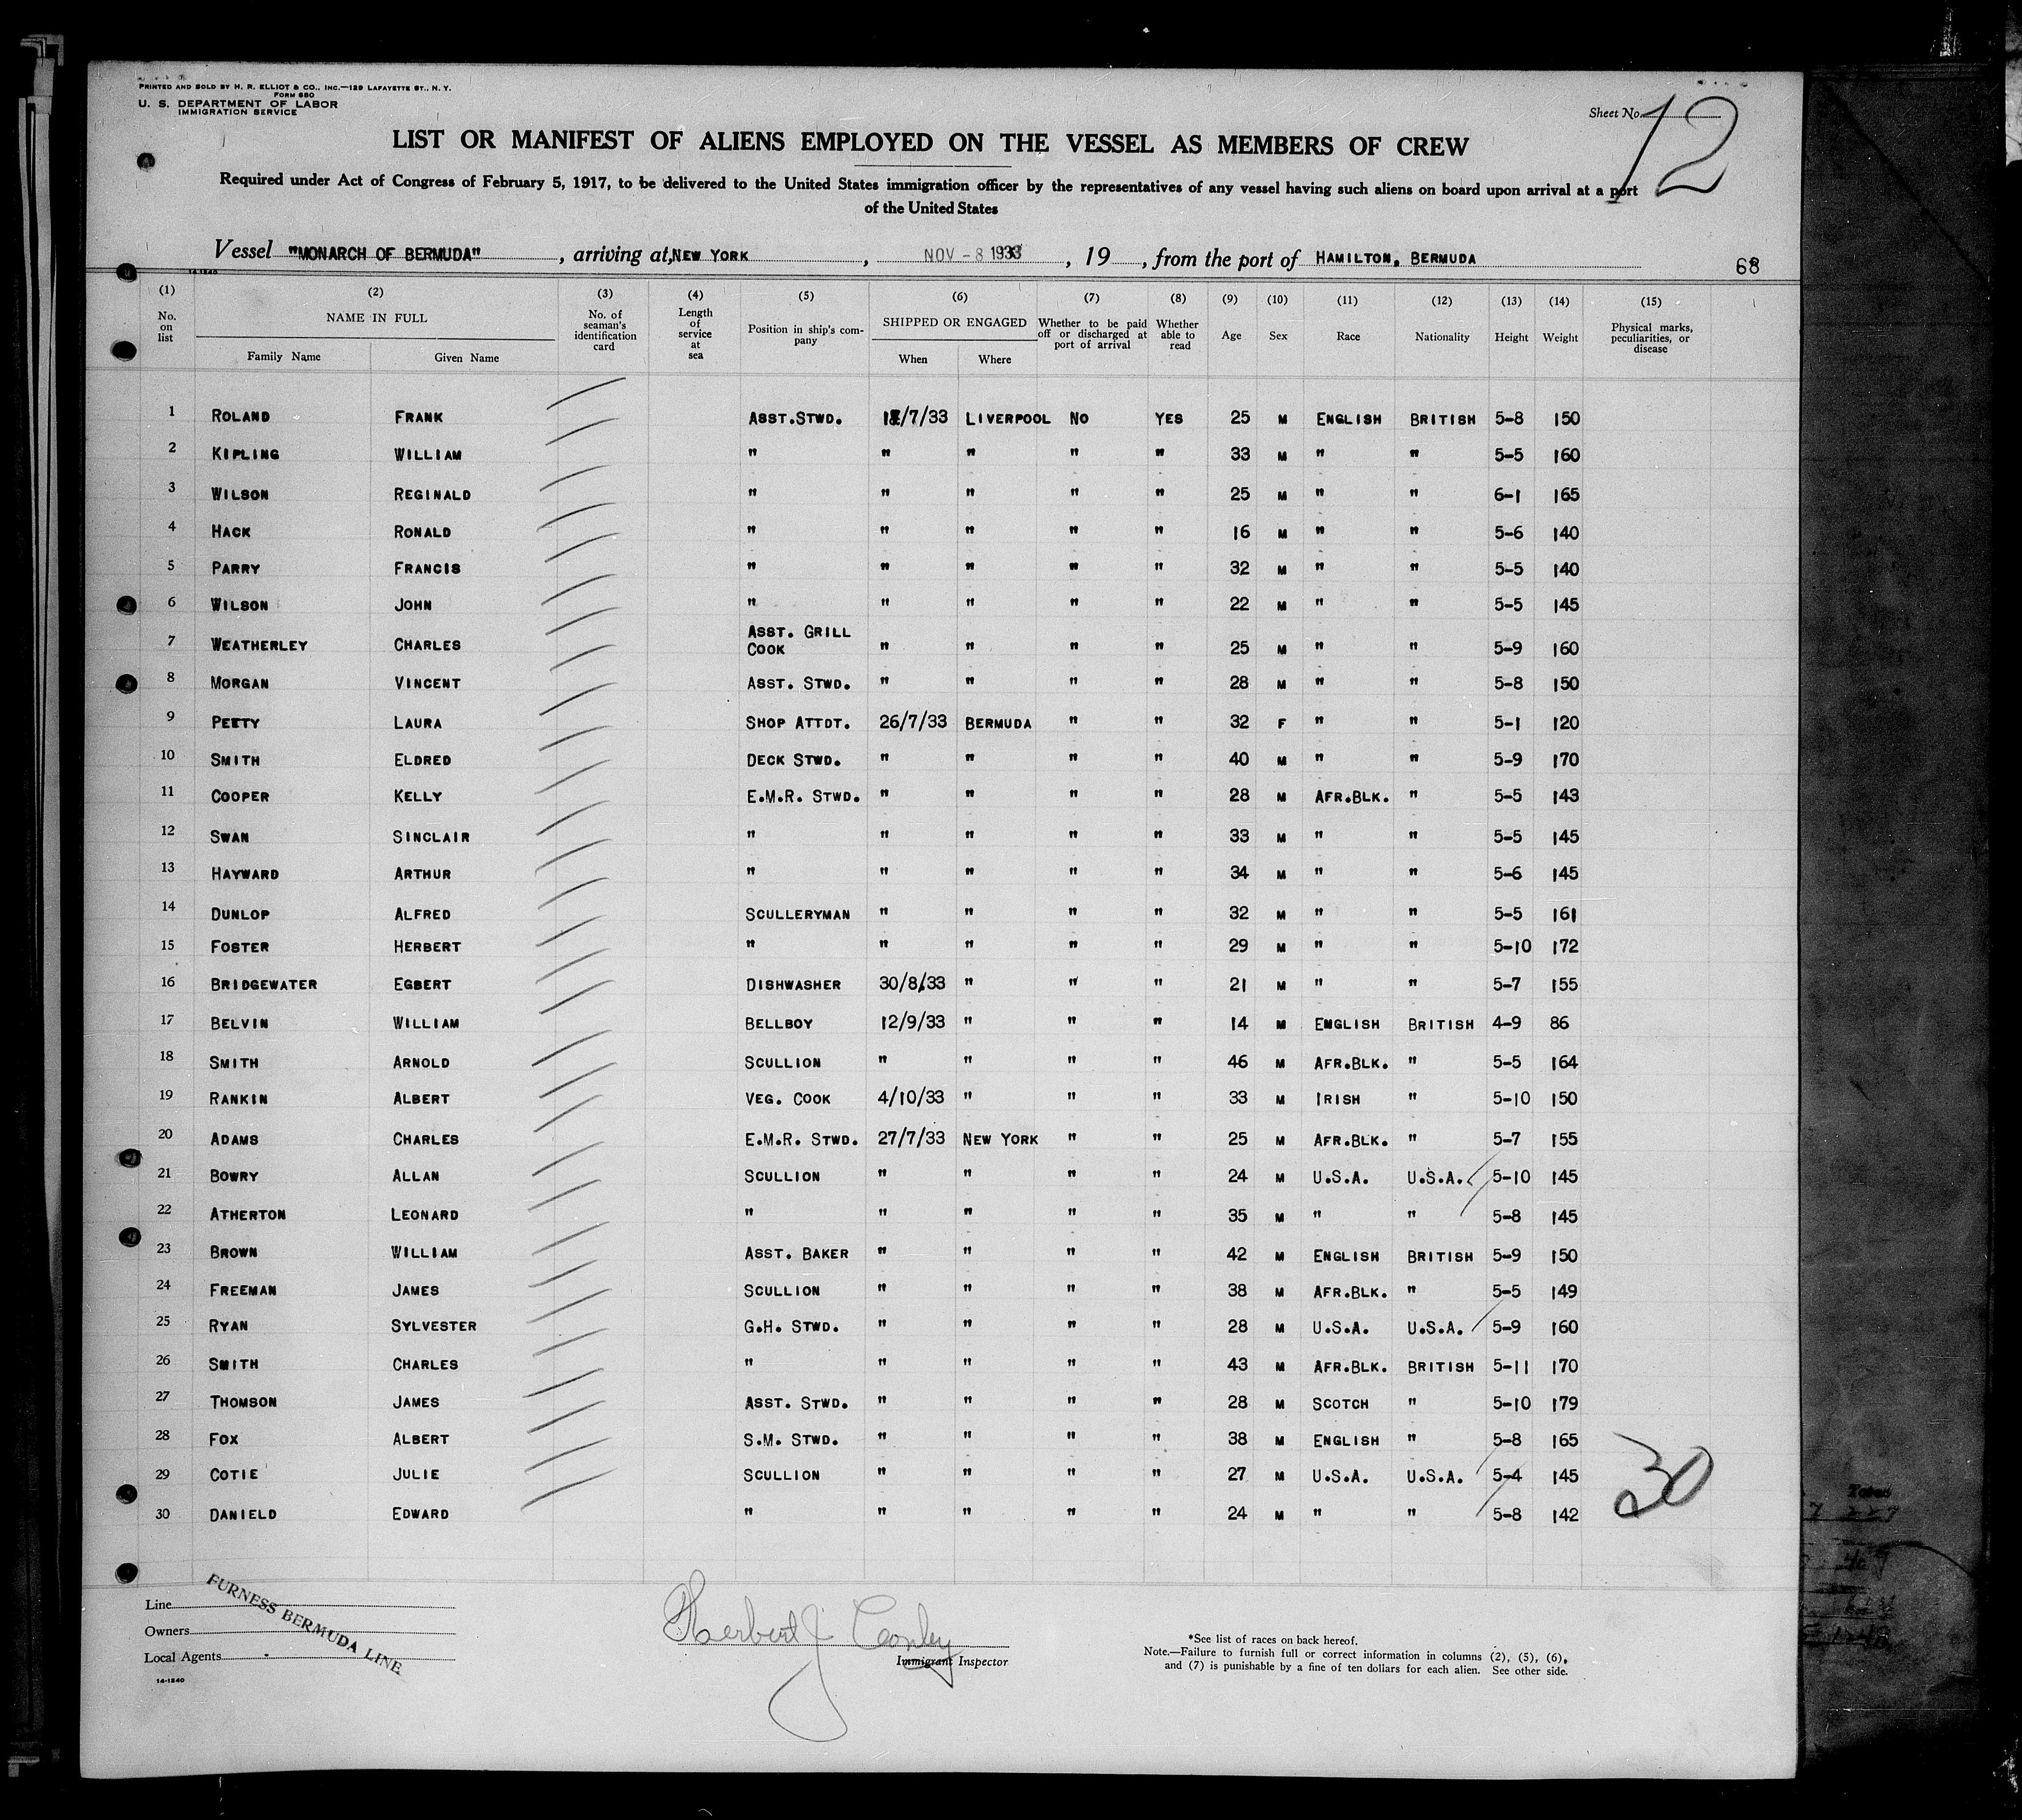 PRINTED AND SOLD BY H. R. ELLIOT & CO., INC.—129 LAFAYETTE ST., N. Y.
FORM 680
U. S. DEPARTMENT OF LABOR
IMMIGRATION SERVICE
Sheet No. 12
LIST OR MANIFEST OF ALIENS EMPLOYED ON THE VESSEL AS MEMBERS OF CREW
Required under Act of Congress of February 5, 1917, to be delivered to the United States immigration officer by the representatives of any vessel having such aliens on board upon arrival at a port
of the United States
Vessel "MONARCH OF BERMUDA" , arriving at, NEW YORK , NOV - 8 1933 , 19 , from the port of HAMILTON, BERMUDA
14-1240
68
(1) (2) (3) (4) (5) (6) (7) (8) (9) (10) (11) (12) (13) (14) (15)
No. on list NAME IN FULL Family Name Given Name No. of seaman's identification card Length of service at sea Position in ship's company SHIPPED OR ENGAGED When Where Whether to be paid off or discharged at port of arrival Whether able to read Age Sex Race Nationality Height Weight Physical marks, peculiarities, or disease
1 ROLAND FRANK ASST.STWD. /7/33 LIVERPOOL NO YES 25 M ENGLISH BRITISH 5-8 150
2 KIPLING WILLIAM " " " " " 33 M " " 5-5 160
3 WILSON REGINALD " " " " " 25 M " " 6-1 165
4 HACK RONALD " " " " " 16 M " " 5-6 140
5 PARRY FRANCIS " " " " " 32 M " " 5-5 140
6 WILSON JOHN " " " " " 22 M " " 5-5 145
7 WEATHERLEY CHARLES ASST. GRILL COOK " " " " 25 M " " 5-9 160
8 MORGAN VINCENT ASST. STWD. " " " " 28 M " " 5-8 150
9 PEETY LAURA SHOP ATTDT. 26/7/33 BERMUDA " " 32 F " " 5-1 120
10 SMITH ELDRED DECK STWD. " " " " 40 M " " 5-9 170
11 COOPER KELLY E.M.R. STWD. " " " " 28 M AFR.BLK. " 5-5 143
12 SWAN SINCLAIR " " " " " 33 M " " 5-5 145
13 HAYWARD ARTHUR " " " " " 34 M " " 5-6 145
14 DUNLOP ALFRED SCULLERYMAN " " " " 32 M " " 5-5 161
15 FOSTER HERBERT " " " " " 29 M " " 5-10 172
16 BRIDGEWATER EGBERT DISHWASHER 30/8/33 " " " 21 M " " 5-7 155
17 BELVIN WILLIAM BELLBOY 12/9/33 " " " 14 M ENGLISH BRITISH 4-9 86
18 SMITH ARNOLD SCULLION " " " " 46 M AFR.BLK. " 5-5 164
19 RANKIN ALBERT VEG. COOK 4/10/33 " " " 33 M IRISH " 5-10 150
20 ADAMS CHARLES E.M.R. STWD. 27/7/33 NEW YORK " " 25 M AFR.BLK. " 5-7 155
21 BOWRY ALLAN SCULLION " " " " 24 M U.S.A. U.S.A. 5-10 145
22 ATHERTON LEONARD " " " " " 35 M " " 5-8 145
23 BROWN WILLIAM ASST. BAKER " " " " 42 M ENGLISH BRITISH 5-9 150
24 FREEMAN JAMES SCULLION " " " " 38 M AFR.BLK. " 5-5 149
25 RYAN SYLVESTER G.H. STWD. " " " " 28 M U.S.A. U.S.A. 5-9 160
26 SMITH CHARLES " " " " " 43 M AFR.BLK. BRITISH 5-11 170
27 THOMSON JAMES ASST. STWD. " " " " 28 M SCOTCH " 5-10 179
28 FOX ALBERT S.M. STWD. " " " " 38 M ENGLISH " 5-8 165
29 COTIE JULIE SCULLION " " " " 27 M U.S.A. U.S.A. 5-4 145
30 DANIELD EDWARD " " " " " 24 M " " 5-8 142
30
Line
Owners
Local Agents
FURNESS BERMUDA LINE
14-1240
Herbert J Conley
Immigrant Inspector
*See list of races on back hereof.
Note.—Failure to furnish full or correct information in columns (2), (5), (6),
and (7) is punishable by a fine of ten dollars for each alien. See other side.